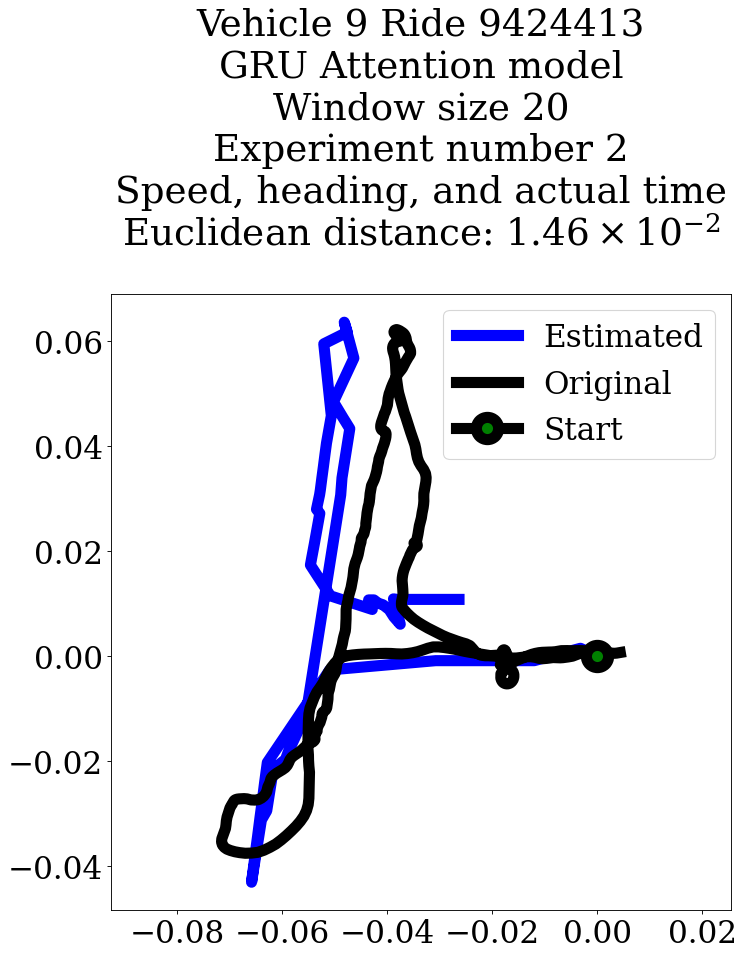 Vehicle 9 Ride 9424413
GRU Attention model
Window size 20
Experiment number 2
Speed, heading, and actual time
Euclidean distance: 1.46 × 10⁻²
Estimated
Original
Start
0.06
0.04
0.02
0.00
−0.02
−0.04
−0.08 −0.06 −0.04 −0.02 0.00 0.02